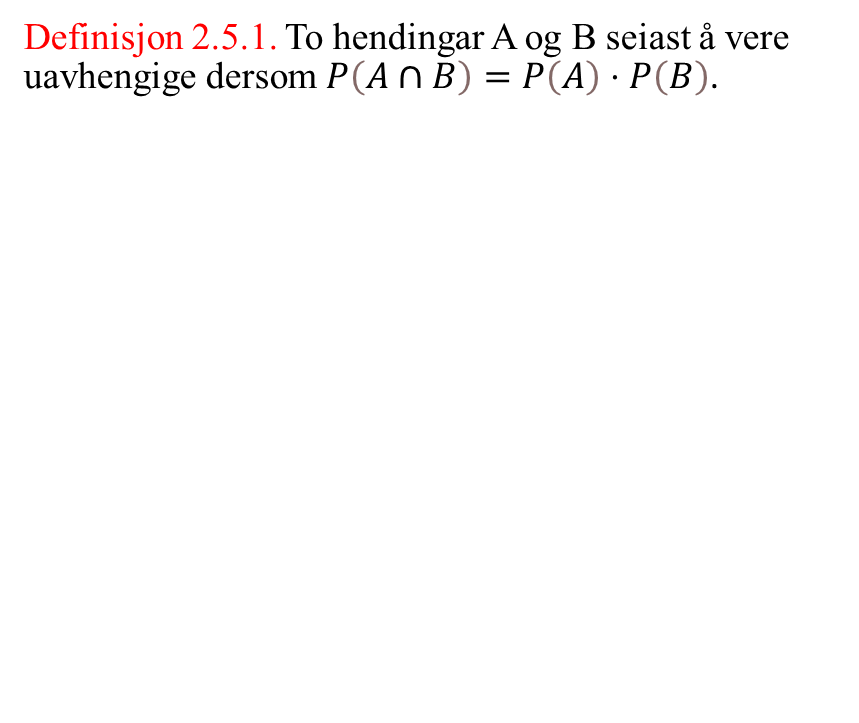 Definisjon 2.5.1. To hendingar A og B seiast å vere
uavhengige dersom P(A ∩ B) = P(A) · P(B).